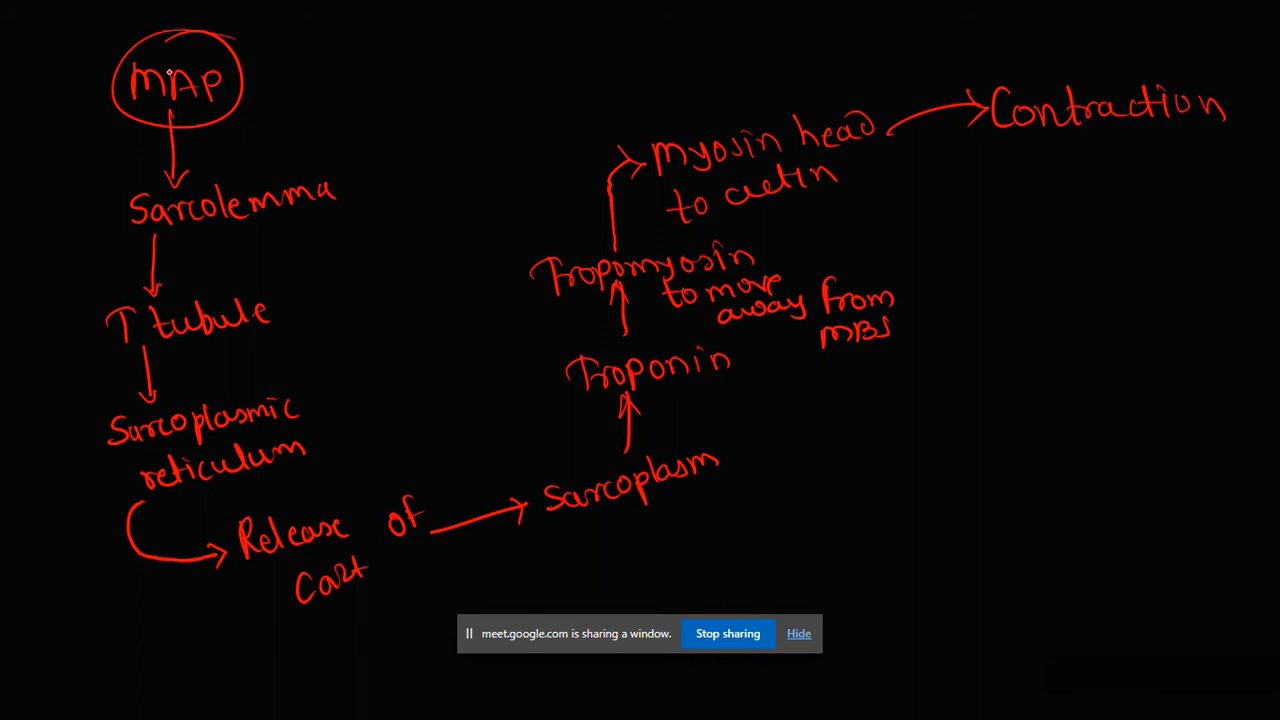 MAP
Sarcolemma
T tubule
Sarcoplasmic
reticulum
Release of
Ca2+
Sarcoplasm
Troponin
Tropomyosin
to move
away from
MBS
Myosin head
to actin
Contraction
meet.google.com is sharing a window. Stop sharing Hide